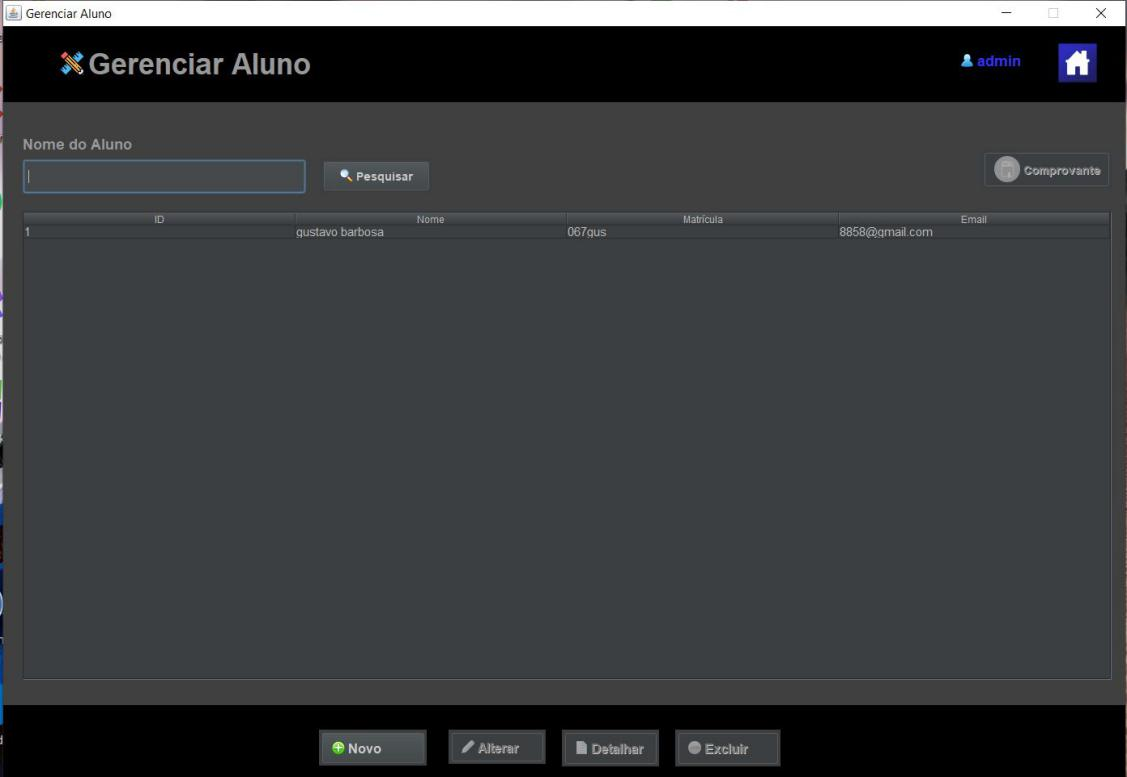 Gerenciar Aluno
Gerenciar Aluno
admin
Nome do Aluno
Pesquisar
Comprovante
ID Nome Matrícula Email
1 gustavo barbosa 067gus 8858@gmail.com
Novo Alterar Detalhar Excluir